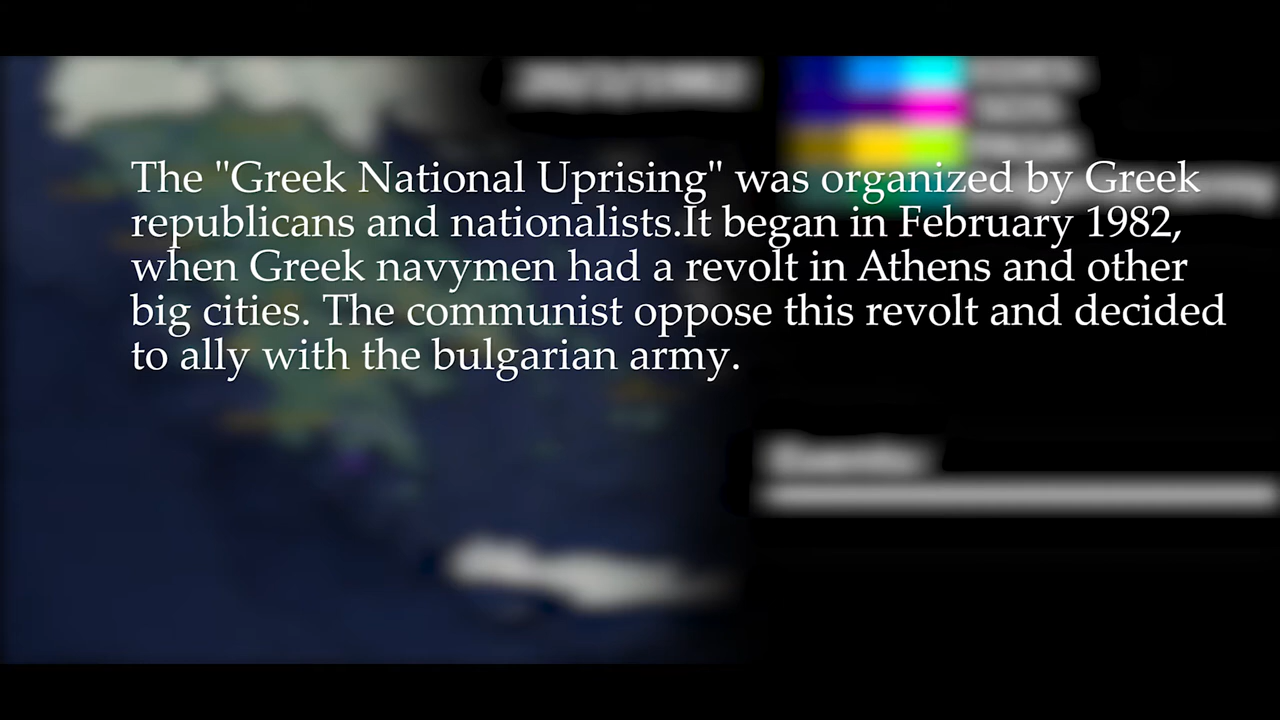 The "Greek National Uprising" was organized by Greek
republicans and nationalists.It began in February 1982,
when Greek navymen had a revolt in Athens and other
big cities. The communist oppose this revolt and decided
to ally with the bulgarian army.